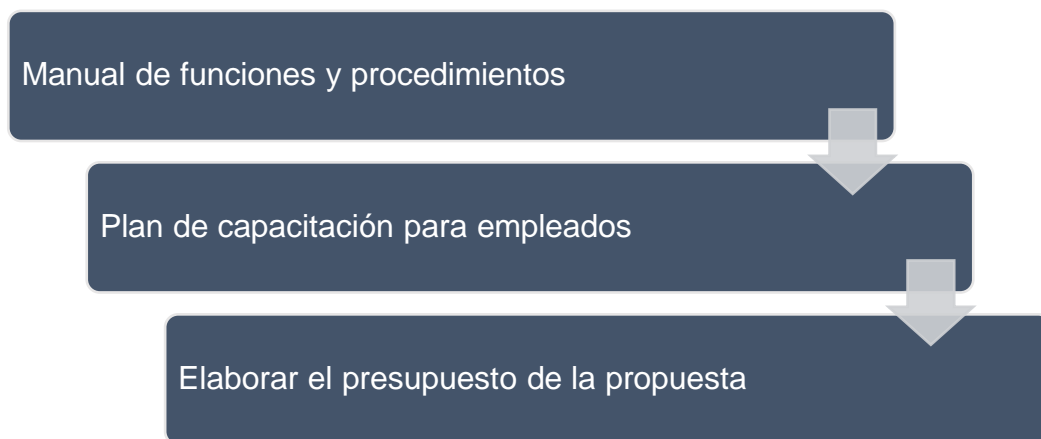 Manual de funciones y procedimientos
Plan de capacitación para empleados
Elaborar el presupuesto de la propuesta